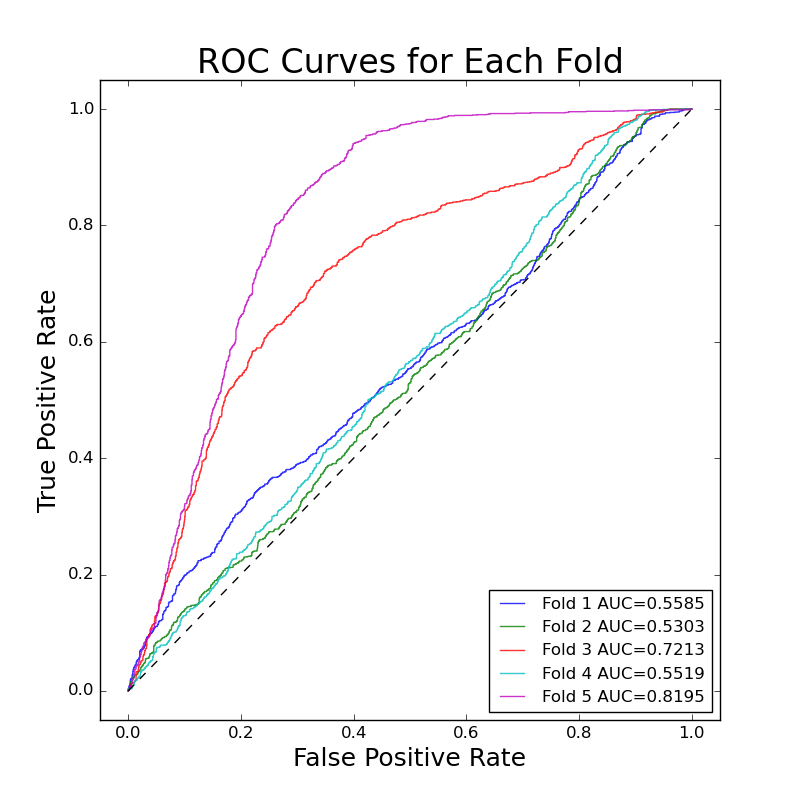 ROC Curves for Each Fold
True Positive Rate
1.0
0.8
0.6
0.4
0.2
0.0
Fold 1 AUC=0.5585
Fold 2 AUC=0.5303
Fold 3 AUC=0.7213
Fold 4 AUC=0.5519
Fold 5 AUC=0.8195
0.0 0.2 0.4 0.6 0.8 1.0
False Positive Rate